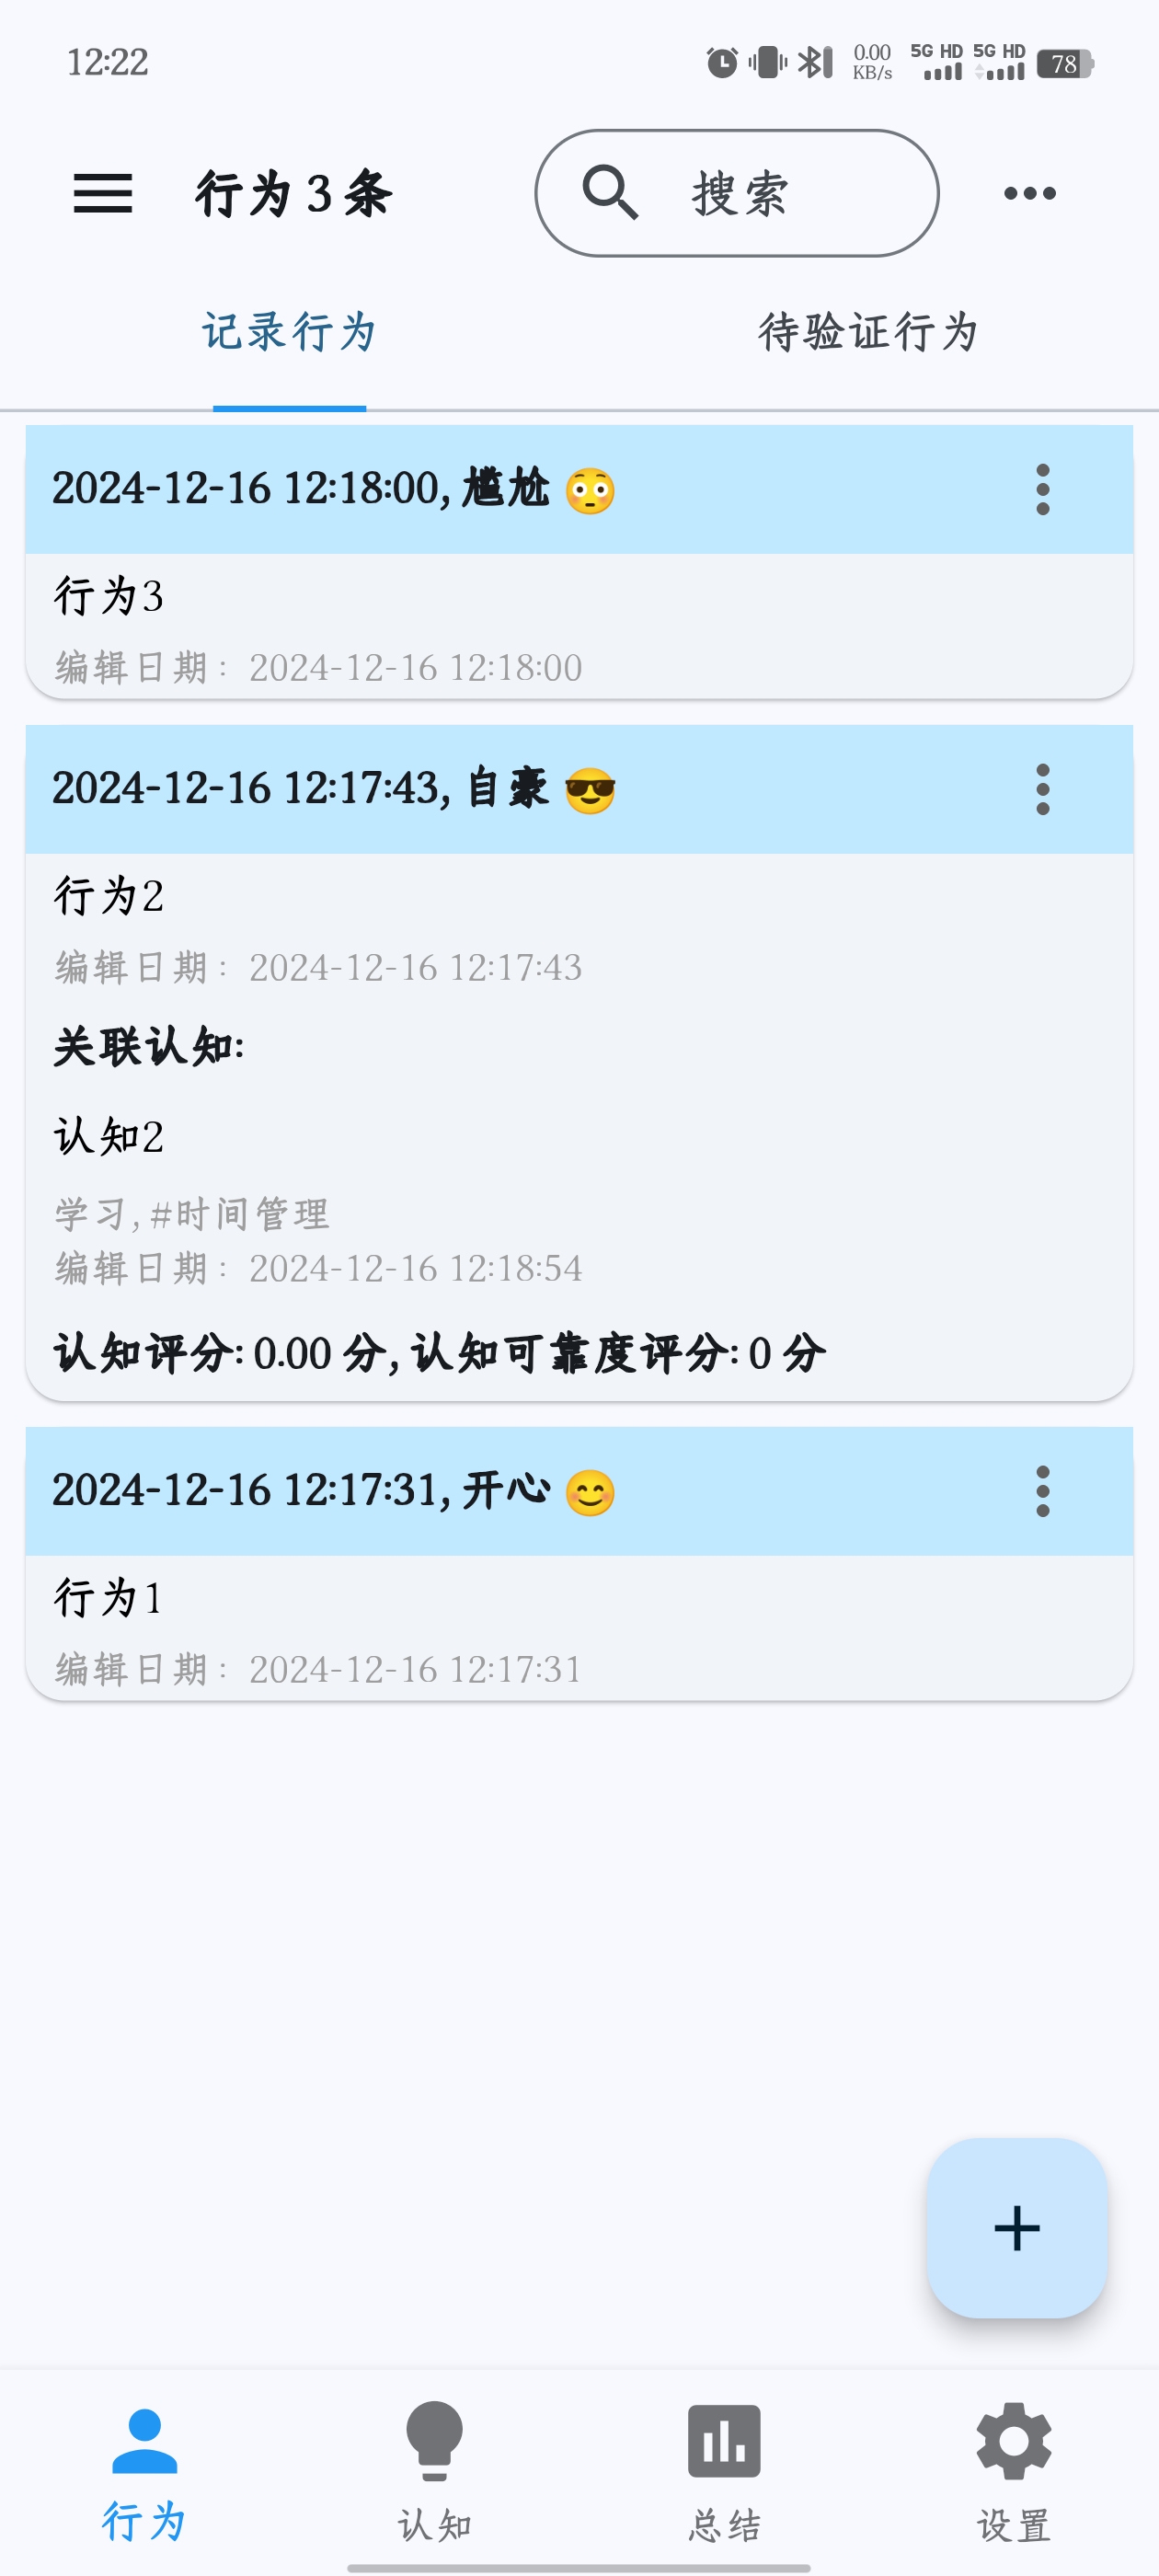 12:22
0.00
KB/s
5G HD
5G HD
78
行为 3 条
搜索
记录行为
待验证行为
2024-12-16 12:18:00, 尴尬 😳
行为3
编辑日期： 2024-12-16 12:18:00
2024-12-16 12:17:43, 自豪 😎
行为2
编辑日期： 2024-12-16 12:17:43
关联认知:
认知2
学习, #时间管理
编辑日期： 2024-12-16 12:18:54
认知评分: 0.00 分, 认知可靠度评分: 0 分
2024-12-16 12:17:31, 开心 😊
行为1
编辑日期： 2024-12-16 12:17:31
行为
认知
总结
设置